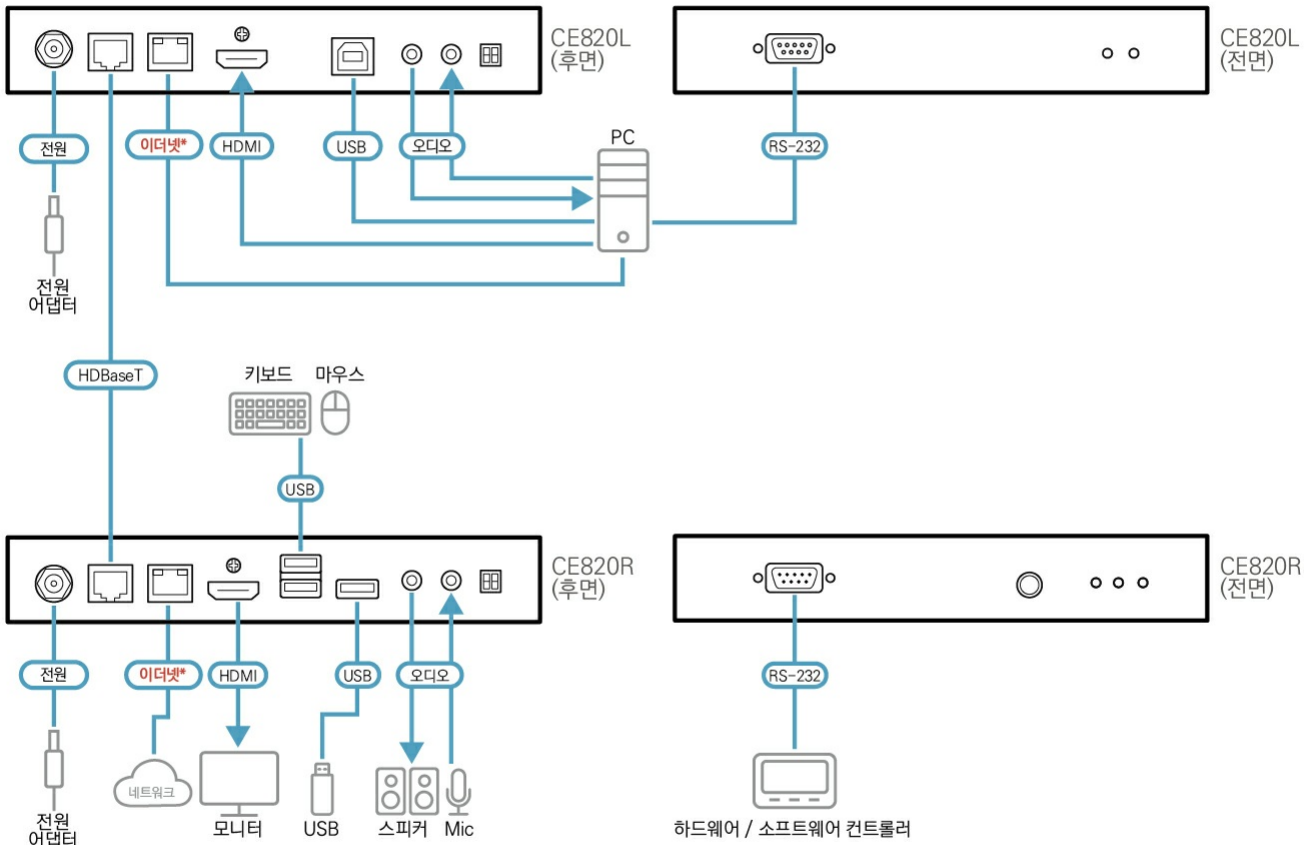 CE820L
(후면)
CE820L
(전면)
전원
이더넷*
HDMI
USB
오디오
PC
RS-232
전원
어댑터
HDBaseT
키보드
마우스
USB
CE820R
(후면)
CE820R
(전면)
전원
이더넷*
HDMI
USB
오디오
RS-232
네트워크
전원
어댑터
모니터
USB
스피커
Mic
하드웨어 / 소프트웨어 컨트롤러